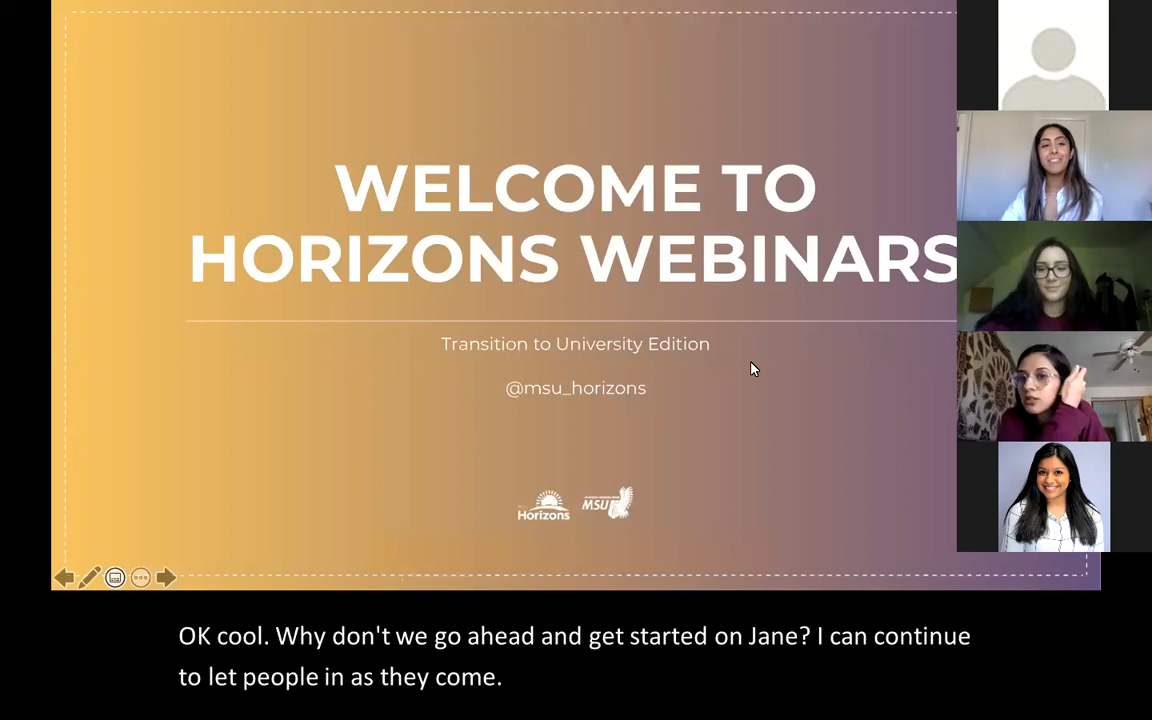 WELCOME TO
HORIZONS WEBINARS
Transition to University Edition
@msu_horizons
Horizons
MSU
OK cool. Why don't we go ahead and get started on Jane? I can continue
to let people in as they come.